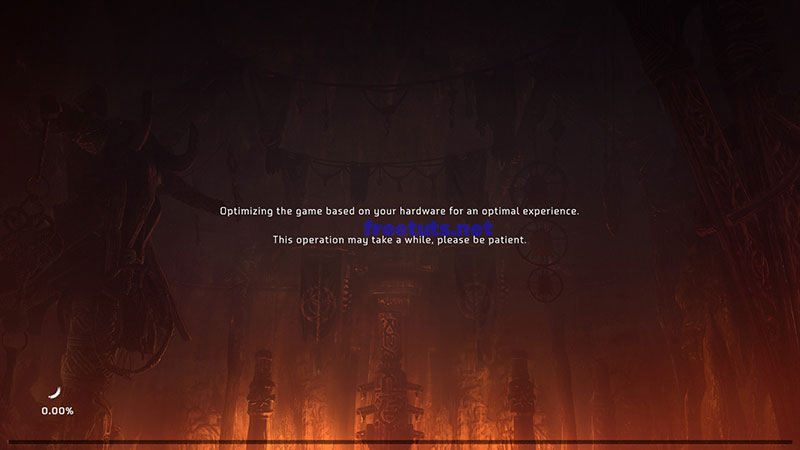 Optimizing the game based on your hardware for an optimal experience.
freetuts.net
This operation may take a while, please be patient.
0.00%